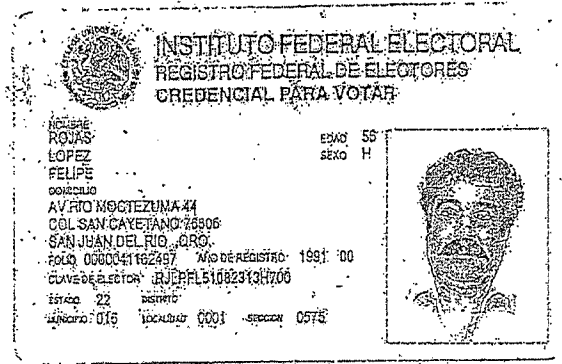 INSTITUTO FEDERAL ELECTORAL
REGISTRO FEDERAL DE ELECTORES
CREDENCIAL PARA VOTAR
NOMBRE
ROJAS
LOPEZ
FELIPE
EDAD 55
SEXO H
DOMICILIO
AV RIO MOCTEZUMA 44
COL SAN CAYETANO 76806
SAN JUAN DEL RIO ,QRO.
FOLIO 0000041162497 AÑO DE REGISTRO 1991 00
CLAVE DE ELECTOR
ESTADO 22 DISTRITO
MUNICIPIO 016 LOCALIDAD 0001 SECCION 0575